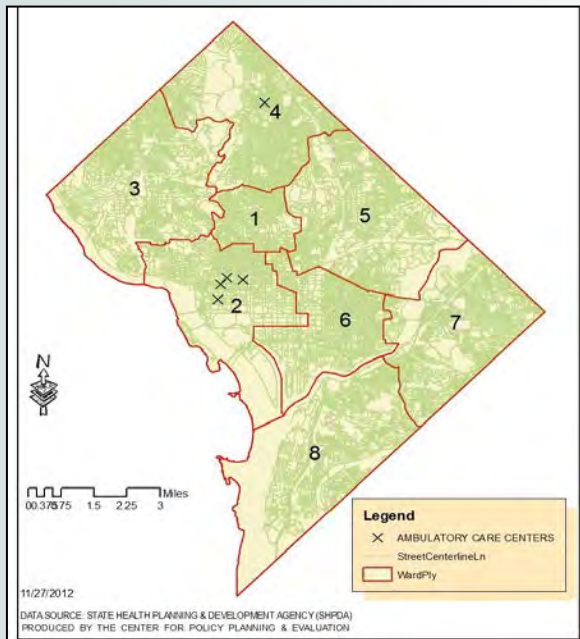 4
3
1
5
2
6
7
N
8
00.3750.75 1.5 2.25 3 Miles
Legend
AMBULATORY CARE CENTERS
StreetCenterlineLn
WardPly
11/27/2012
DATA SOURCE: STATE HEALTH PLANNING & DEVELOPMENT AGENCY (SHPDA)
PRODUCED BY THE CENTER FOR POLICY PLANNING & EVALUATION